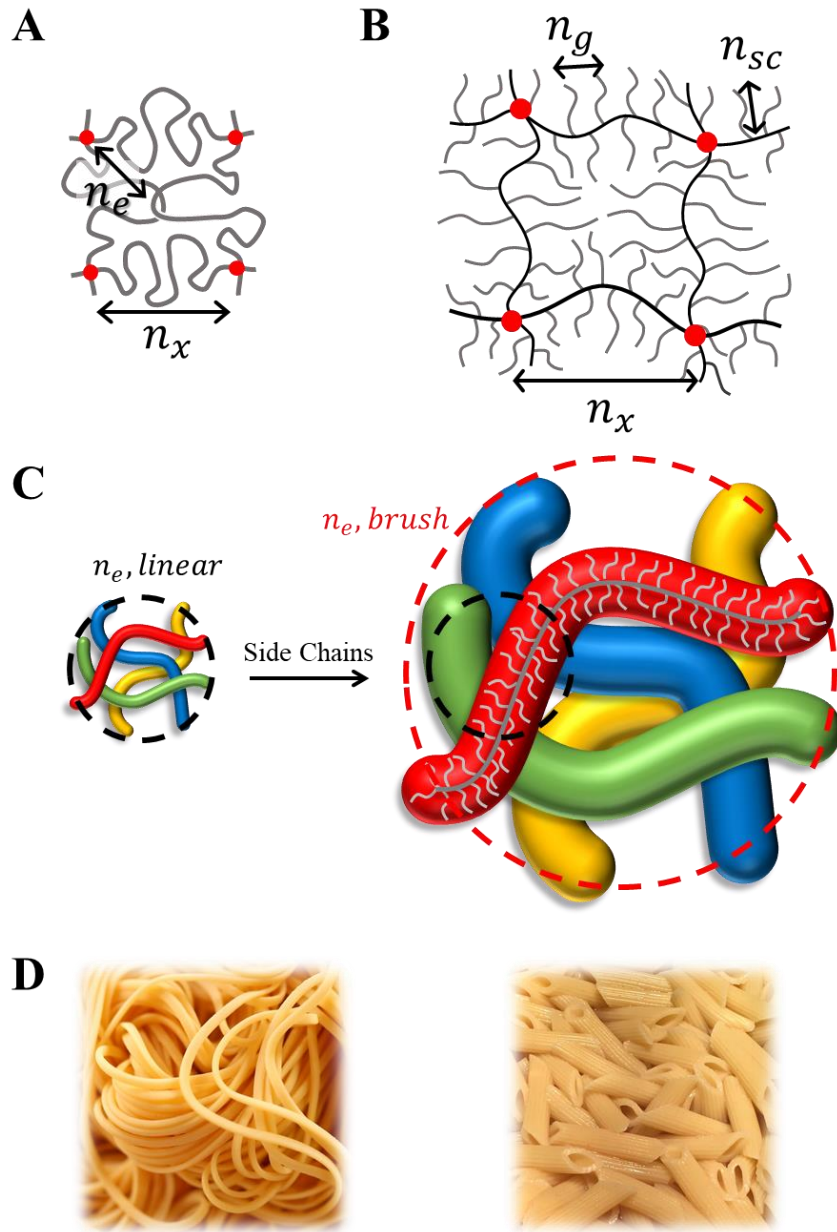 A
B
n_g
n_sc
n_e
n_x
n_x
C
n_e, brush
n_e, linear
Side Chains
D